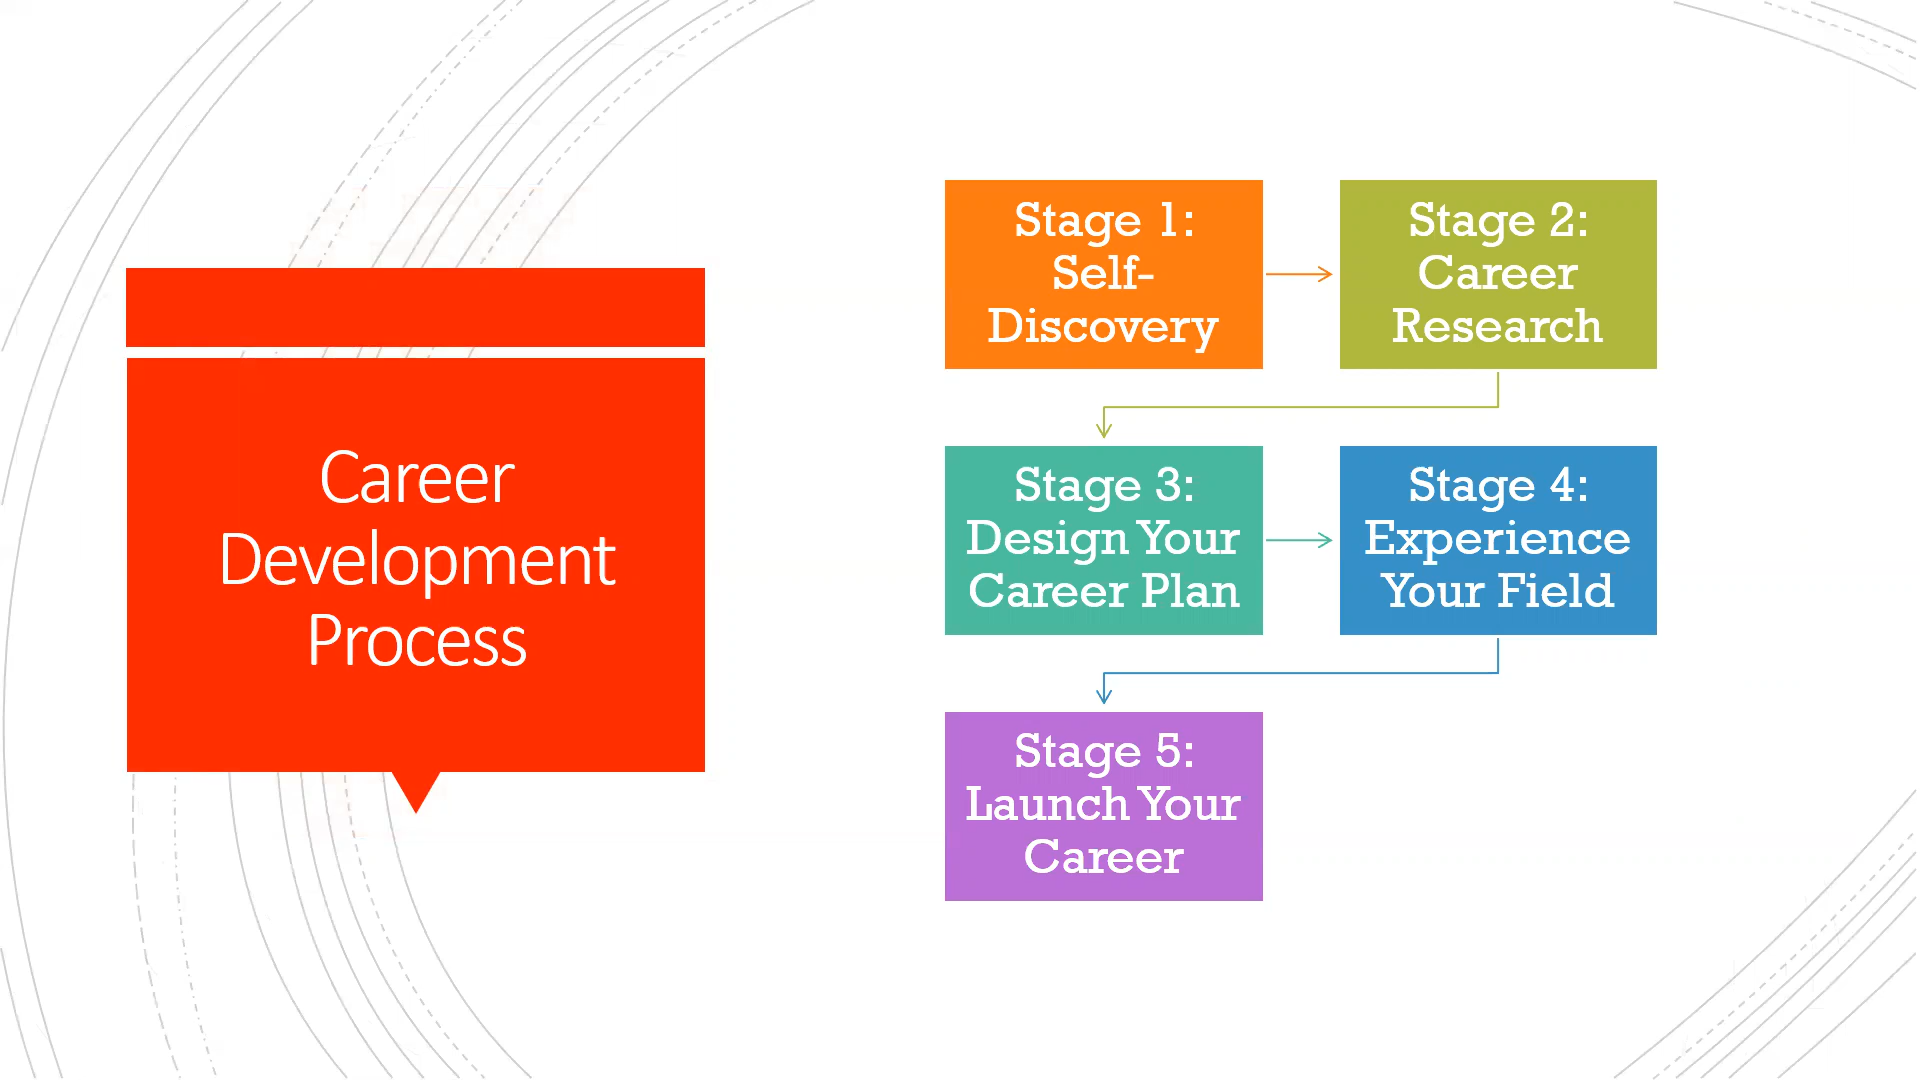 Career
Development
Process
Stage 1:
Self-
Discovery
Stage 2:
Career
Research
Stage 3:
Design Your
Career Plan
Stage 4:
Experience
Your Field
Stage 5:
Launch Your
Career